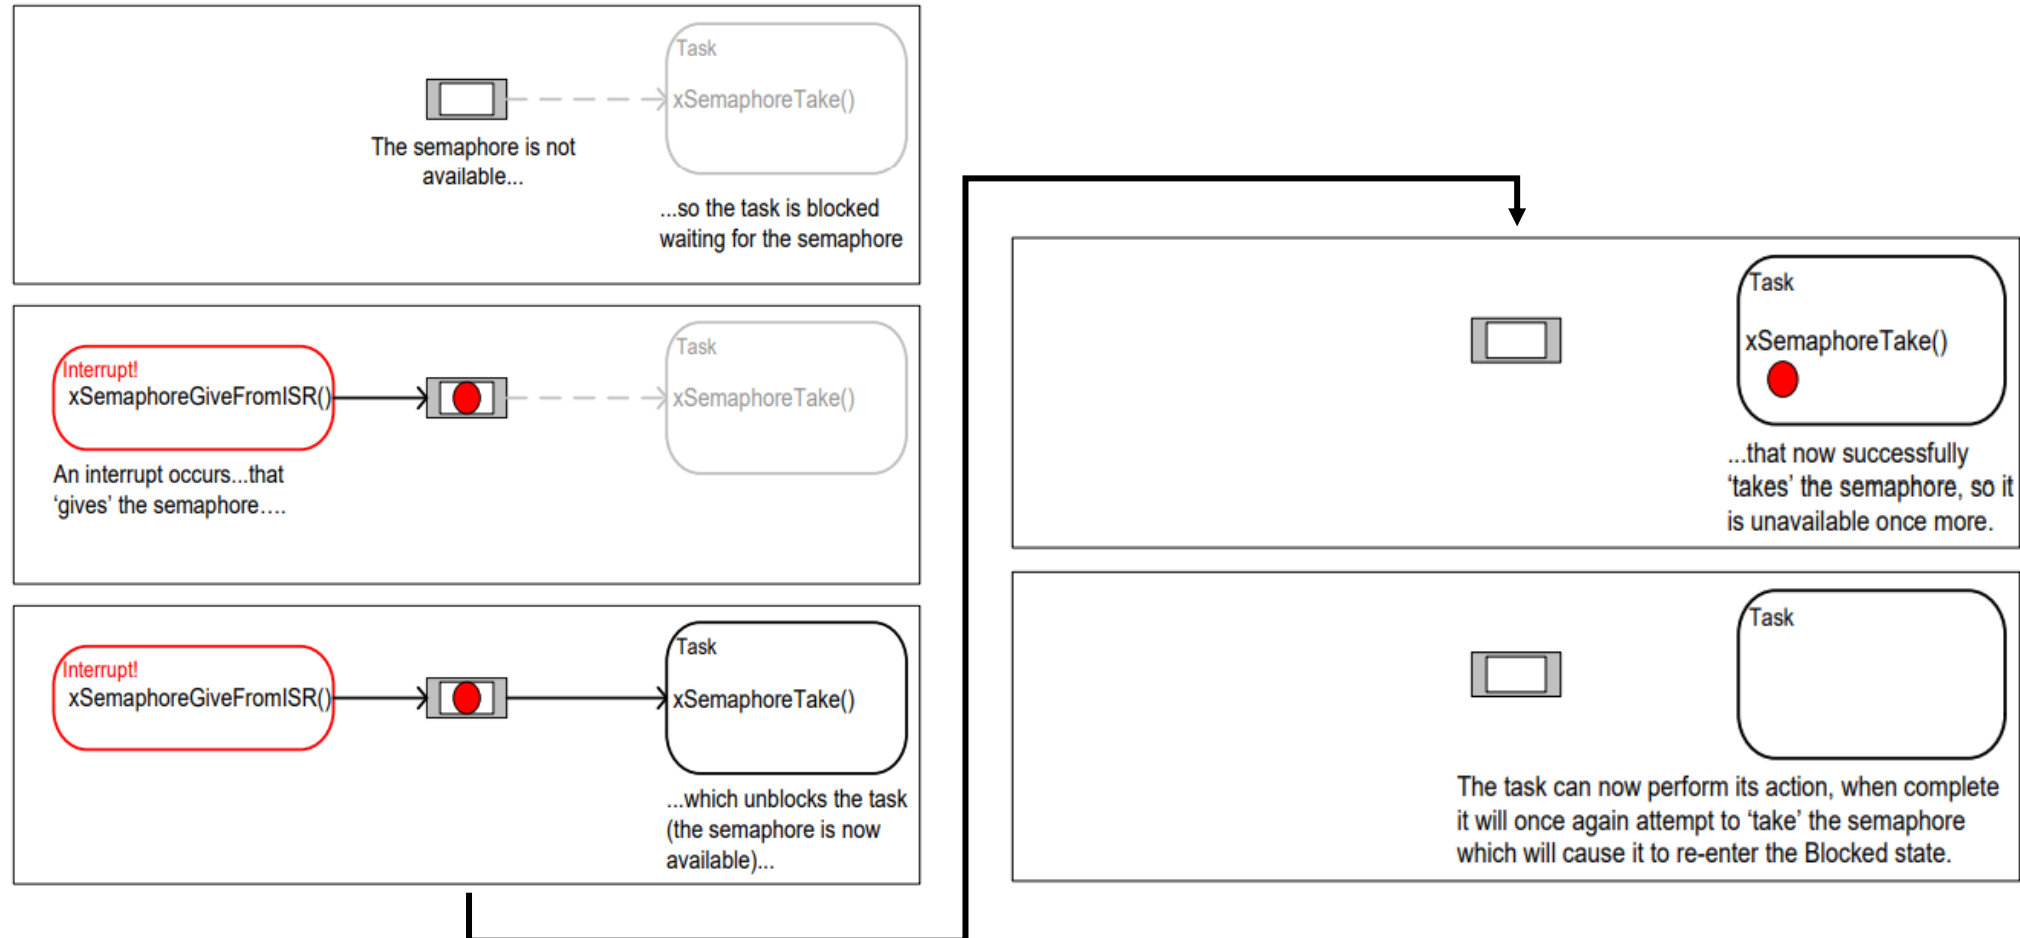 Task
xSemaphoreTake()
The semaphore is not
available...
...so the task is blocked
waiting for the semaphore
Interrupt!
xSemaphoreGiveFromISR()
Task
xSemaphoreTake()
An interrupt occurs...that
‘gives’ the semaphore….
Interrupt!
xSemaphoreGiveFromISR()
Task
xSemaphoreTake()
...which unblocks the task
(the semaphore is now
available)...
Task
xSemaphoreTake()
...that now successfully
‘takes’ the semaphore, so it
is unavailable once more.
Task
The task can now perform its action, when complete
it will once again attempt to ‘take’ the semaphore
which will cause it to re-enter the Blocked state.